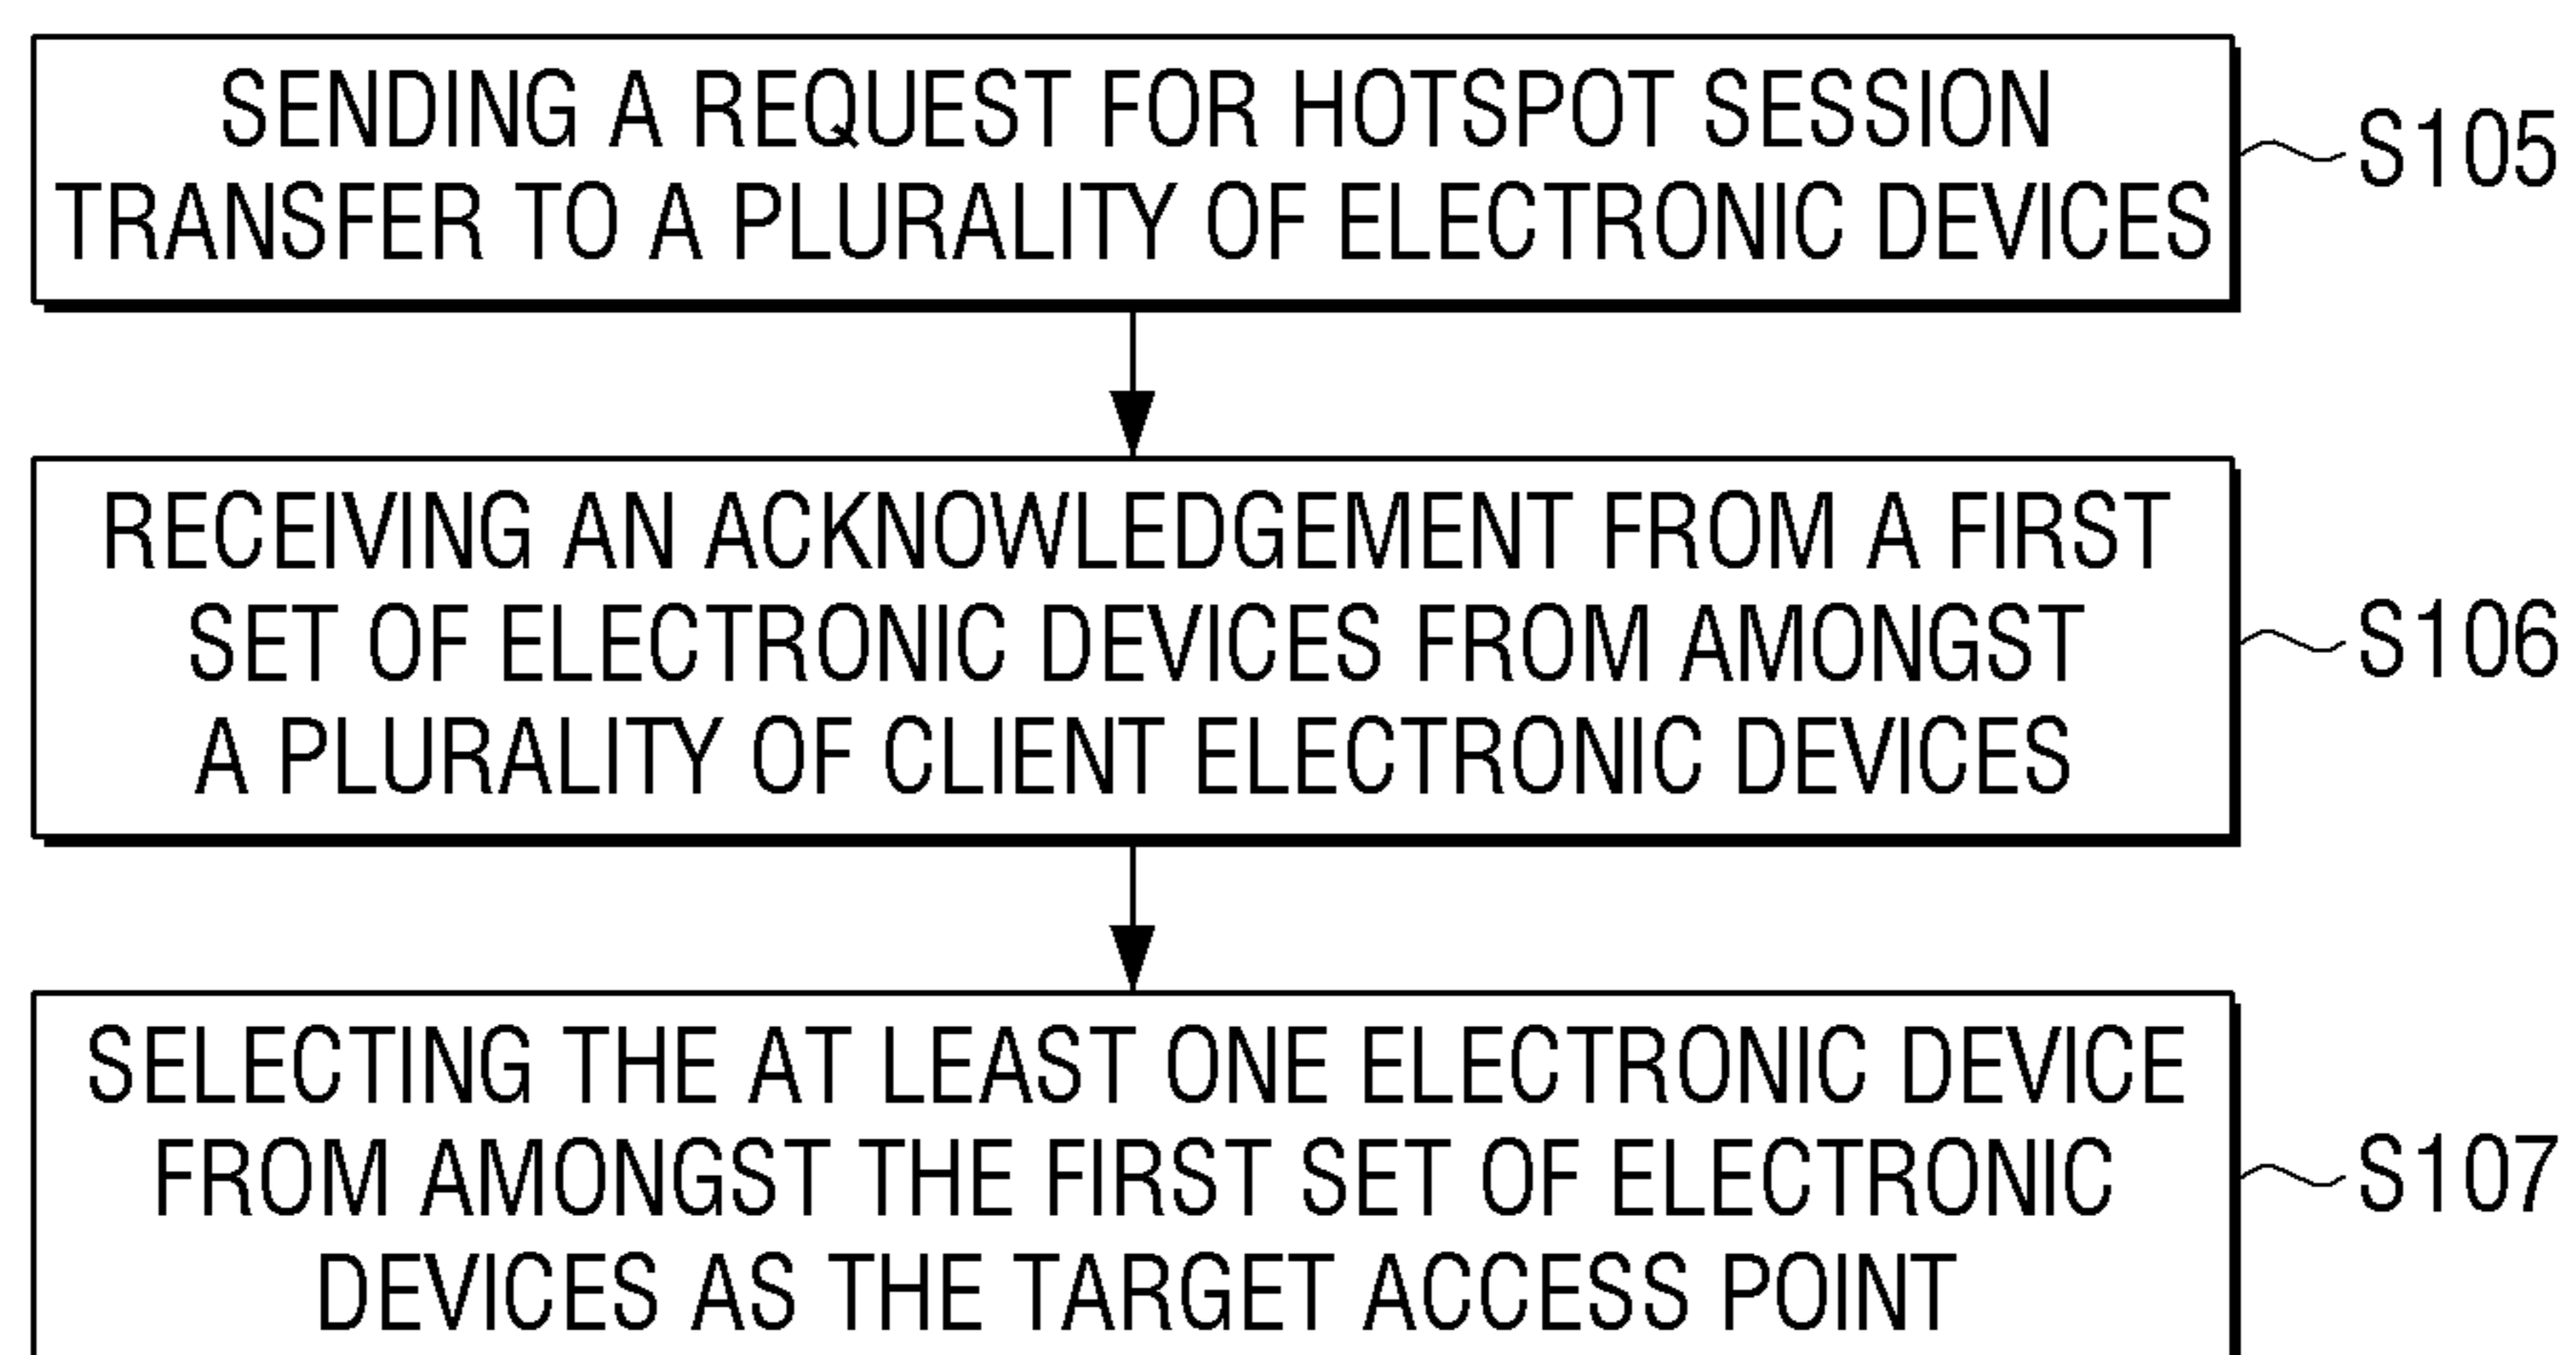 SENDING A REQUEST FOR HOTSPOT SESSION
TRANSFER TO A PLURALITY OF ELECTRONIC DEVICES
S105
RECEIVING AN ACKNOWLEDGEMENT FROM A FIRST
SET OF ELECTRONIC DEVICES FROM AMONGST
A PLURALITY OF CLIENT ELECTRONIC DEVICES
S106
SELECTING THE AT LEAST ONE ELECTRONIC DEVICE
FROM AMONGST THE FIRST SET OF ELECTRONIC
DEVICES AS THE TARGET ACCESS POINT
S107